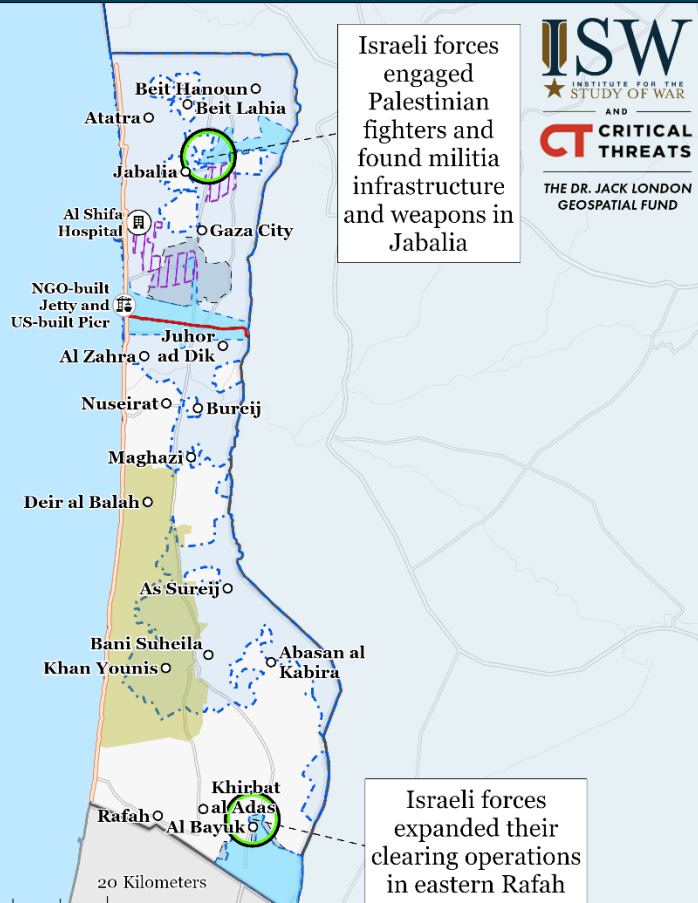 Israeli forces
engaged
Palestinian
fighters and
found militia
infrastructure
and weapons in
Jabalia
ISW
INSTITUTE FOR THE
STUDY OF WAR
AND
CT CRITICAL
THREATS
THE DR. JACK LONDON
GEOSPATIAL FUND
Beit Hanoun
Beit Lahia
Atatra
Jabalia
Al Shifa
Hospital
Gaza City
NGO-built
Jetty and
US-built Pier
Juhor
ad Dik
Al Zahra
Nuseirat
Bureij
Maghazi
Deir al Balah
As Sureij
Bani Suheila
Khan Younis
Abasan al
Kabira
Khirbat
al Adas
Rafah
Al Bayuk
Israeli forces
expanded their
clearing operations
in eastern Rafah
20 Kilometers